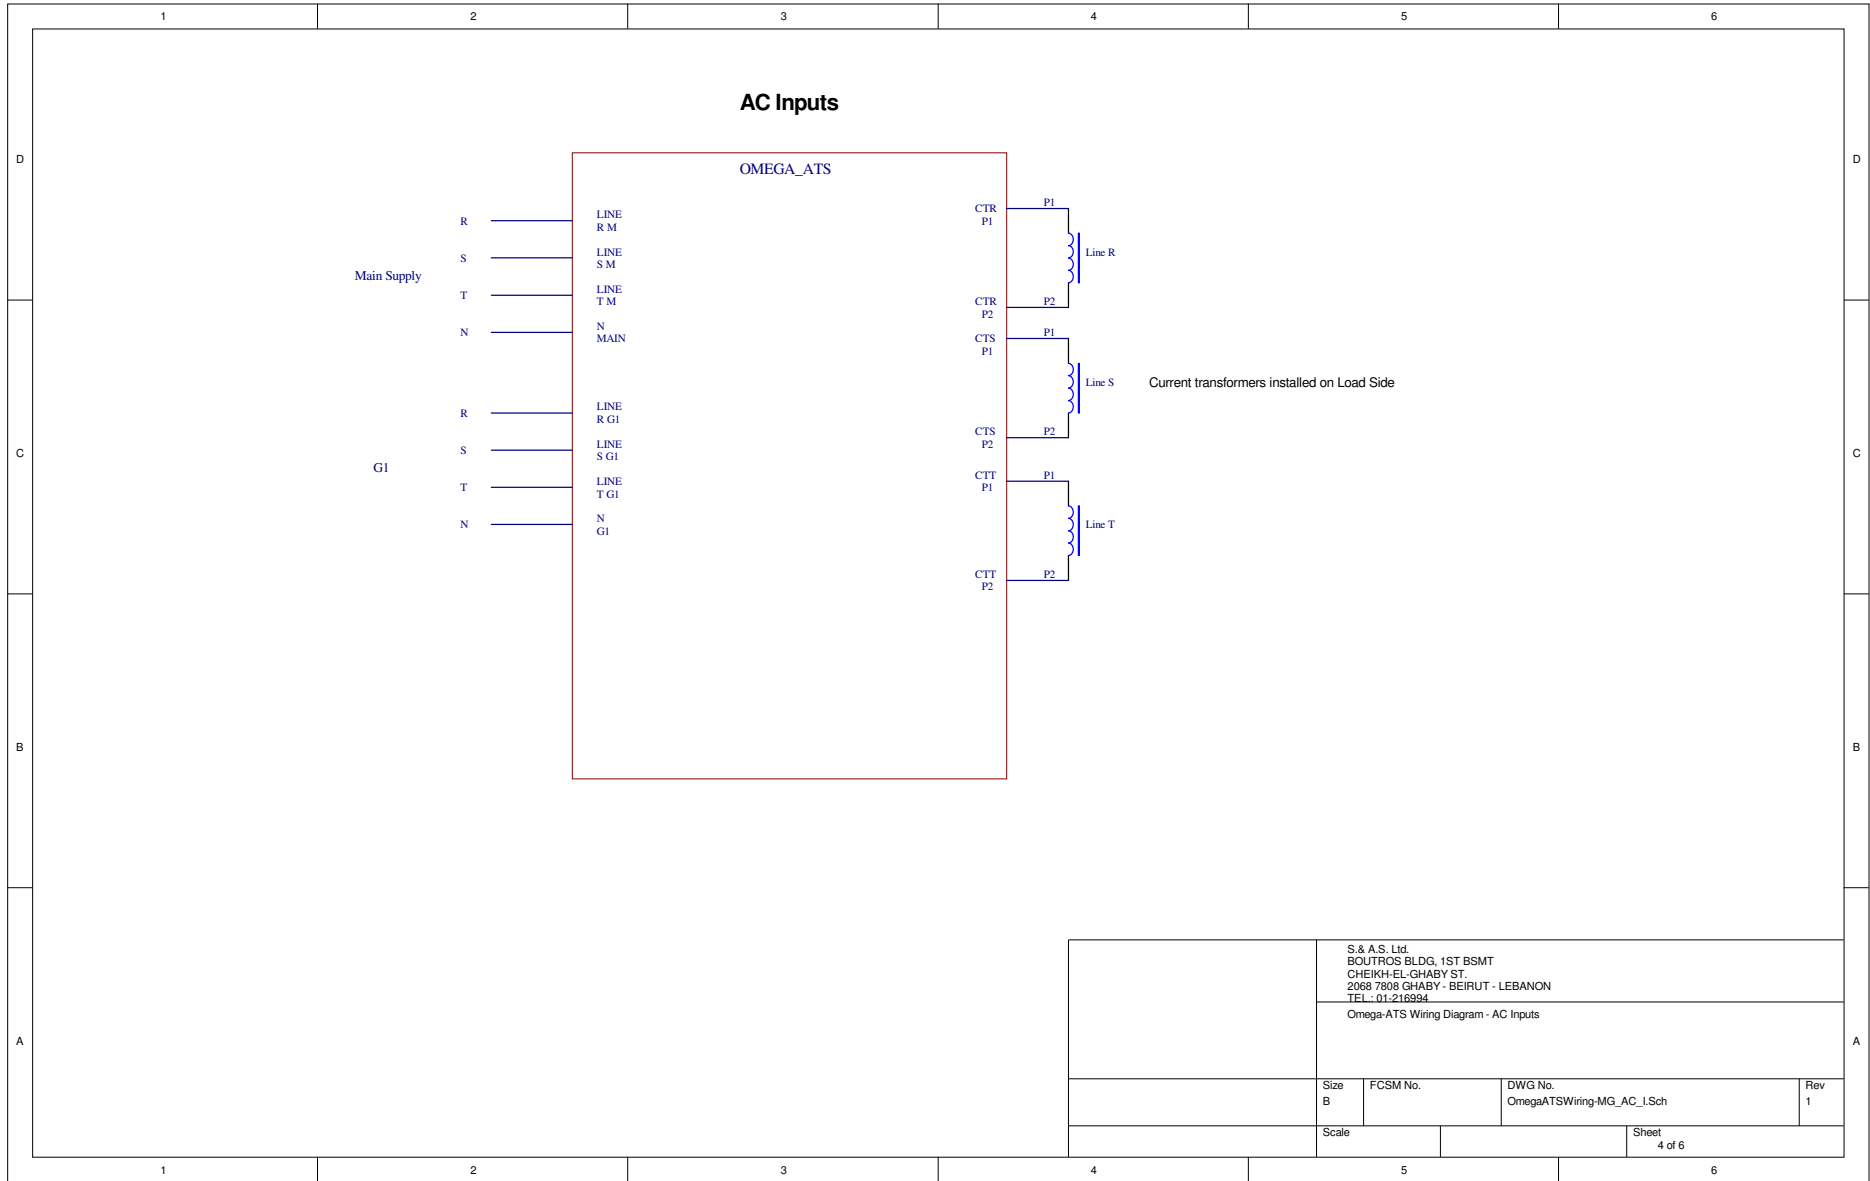 1 2 3 4 5 6
AC Inputs
D D
OMEGA_ATS
Main Supply
R LINE
R M
S LINE
S M
T LINE
T M
N N
MAIN
G1
R LINE
R G1
S LINE
S G1
T LINE
T G1
N N
G1
CTR P1
P1
Line R
CTR P2
P2
CTS P1
P1
Line S
Current transformers installed on Load Side
CTS P2
P2
CTT P1
P1
Line T
CTT P2
P2
C C
B B
A A
S.& A.S. Ltd.
BOUTROS BLDG, 1ST BSMT
CHEIKH-EL-GHABY ST.
2068 7808 GHABY - BEIRUT - LEBANON
TEL.: 01-216994
Omega-ATS Wiring Diagram - AC Inputs
Size FCSM No. DWG No. Rev
B OmegaATSWiring-MG_AC_I.Sch 1
Scale Sheet
4 of 6
1 2 3 4 5 6